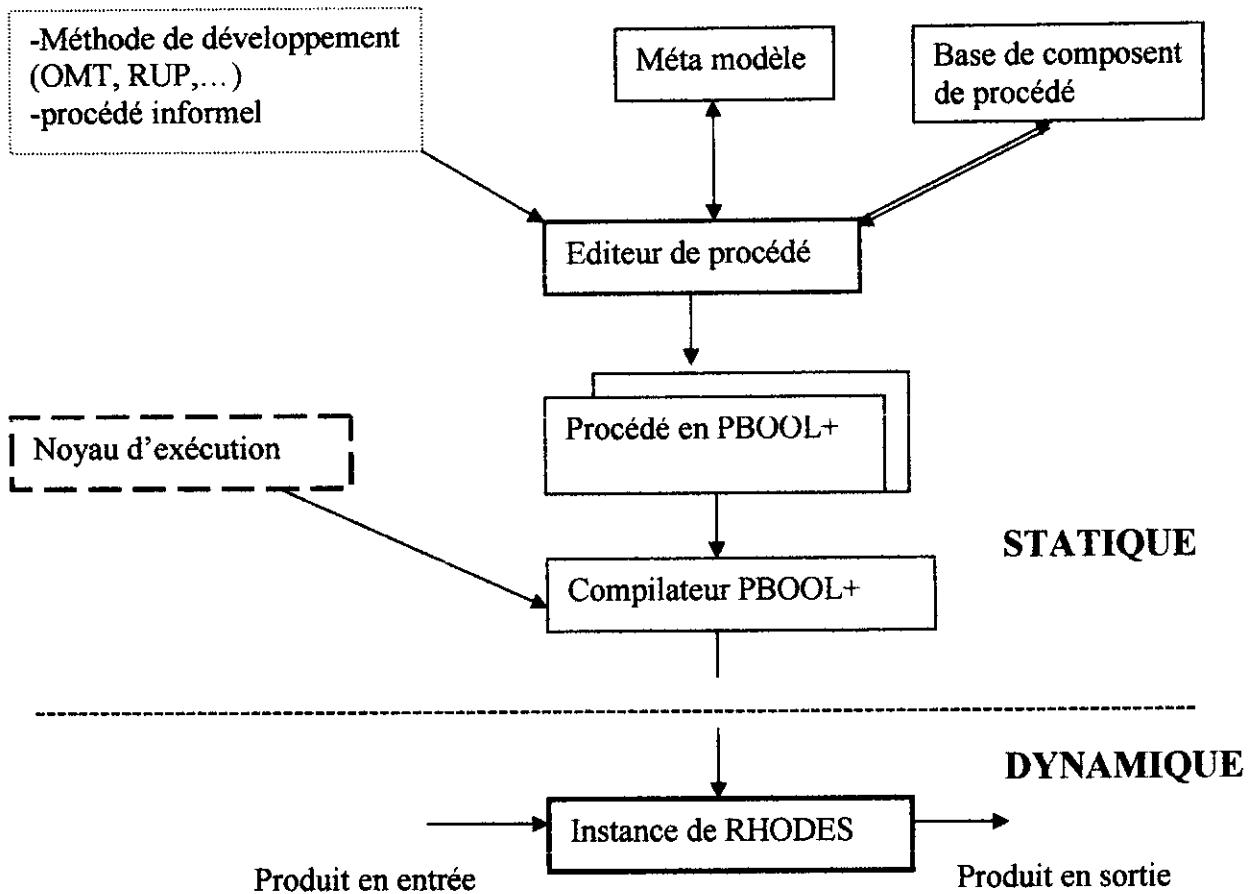 -Méthode de développement
(OMT, RUP,...)
-procédé informel
Méta modèle
Base de composent
de procédé
Editeur de procédé
Procédé en PBOOL+
Noyau d'exécution
STATIQUE
Compilateur PBOOL+
DYNAMIQUE
Instance de RHODES
Produit en entrée
Produit en sortie